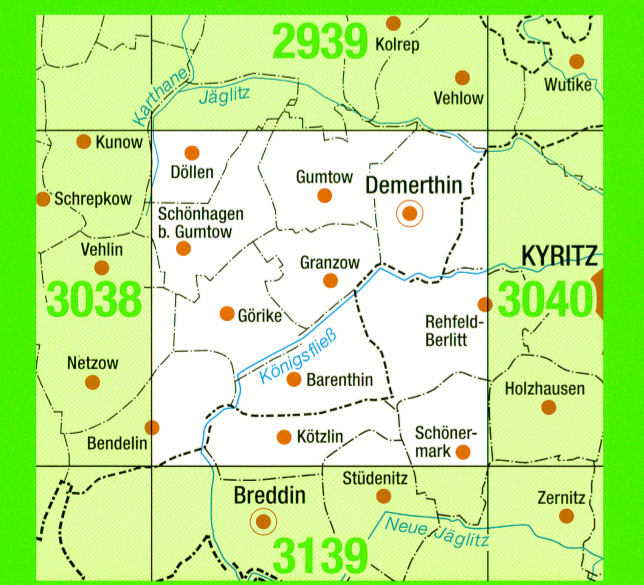 2939
Kolrep
Karthane
Jäglitz
Vehlow
Wutike
Kunow
Döllen
Gumtow
Demerthin
Schrepkow
Schönhagen
b. Gumtow
Vehlin
Granzow
KYRITZ
3038
3040
Görike
Rehfeld-
Berlitt
Königsfließ
Netzow
Barenthin
Holzhausen
Bendelin
Kötzlin
Schöner-
mark
Stüdenitz
Breddin
Zernitz
Neue Jäglitz
3139